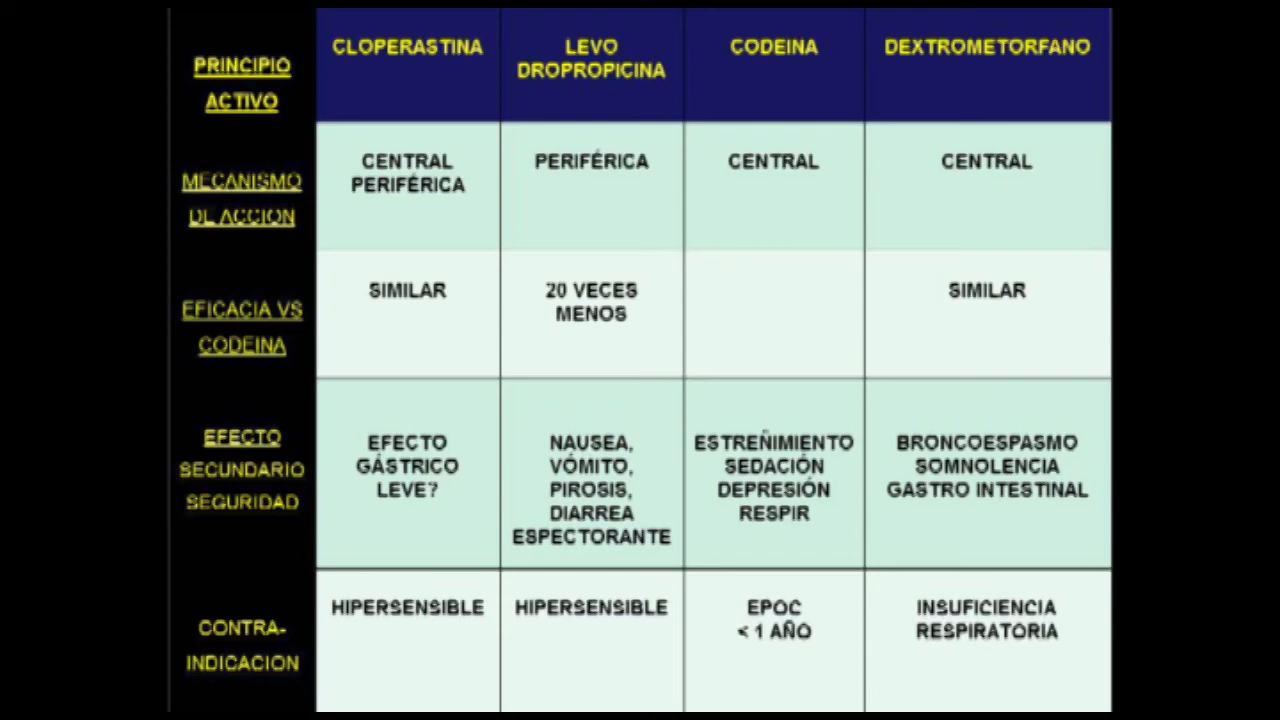 PRINCIPIO
ACTIVO
CLOPERASTINA
LEVO
DROPROPICINA
CODEINA
DEXTROMETORFANO
MECANISMO
DE ACCION
CENTRAL
PERIFÉRICA
PERIFÉRICA
CENTRAL
CENTRAL
EFICACIA VS
CODEINA
SIMILAR
20 VECES
MENOS
SIMILAR
EFECTO
SECUNDARIO
SEGURIDAD
EFECTO
GÁSTRICO
LEVE?
NAUSEA,
VÓMITO,
PIROSIS,
DIARREA
ESPECTORANTE
ESTREÑIMIENTO
SEDACIÓN
DEPRESIÓN
RESPIR
BRONCOESPASMO
SOMNOLENCIA
GASTRO INTESTINAL
CONTRA-
INDICACION
HIPERSENSIBLE
HIPERSENSIBLE
EPOC
< 1 AÑO
INSUFICIENCIA
RESPIRATORIA